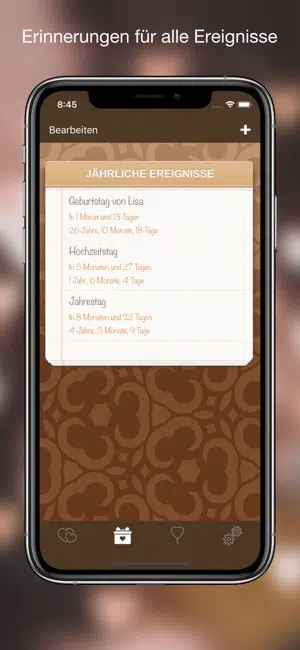 Erinnerungen für alle Ereignisse
8:45
Bearbeiten
JÄHRLICHE EREIGNISSE
Geburtstag von Lisa
In 1 Monat und 13 Tagen
26 Jahre, 10 Monate, 18 Tage
Hochzeitstag
In 5 Monaten und 27 Tagen
1 Jahr, 6 Monate, 4 Tage
Jahrestag
In 8 Monaten und 22 Tagen
4 Jahre, 3 Monate, 9 Tage